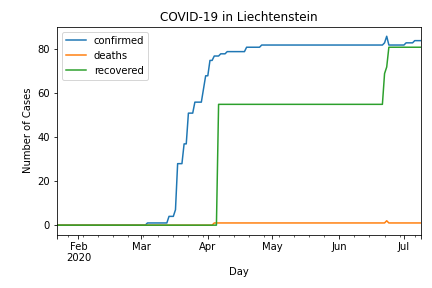 COVID-19 in Liechtenstein
confirmed
deaths
recovered
Number of Cases
80
60
40
20
0
Feb
2020
Mar
Apr
May
Jun
Jul
Day